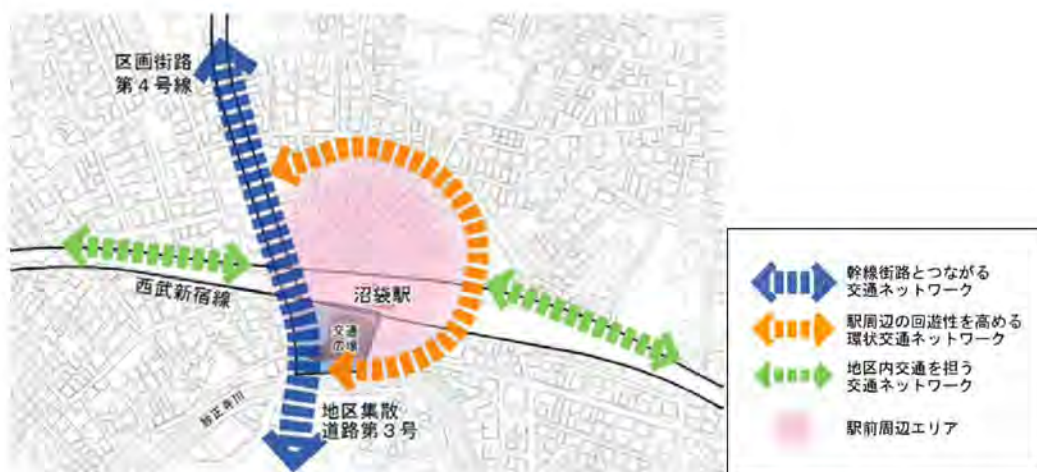 区画街路
第４号線
西武新宿線
沼袋駅
交通
広場
妙正寺川
地区集散
道路第３号
幹線街路とつながる
交通ネットワーク
駅周辺の回遊性を高める
環状交通ネットワーク
地区内交通を担う
交通ネットワーク
駅前周辺エリア